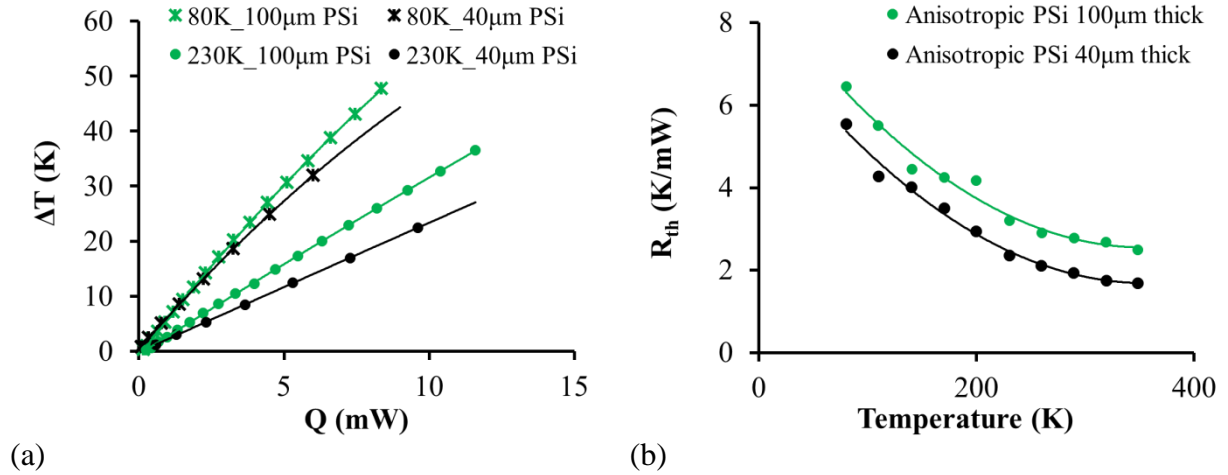 80K_100μm PSi
80K_40μm PSi
230K_100μm PSi
230K_40μm PSi
60
50
40
30
20
10
0
ΔT (K)
0 5 10 15
Q (mW)
(a)
Anisotropic PSi 100μm thick
Anisotropic PSi 40μm thick
8
6
4
2
0
Rth (K/mW)
0 200 400
Temperature (K)
(b)